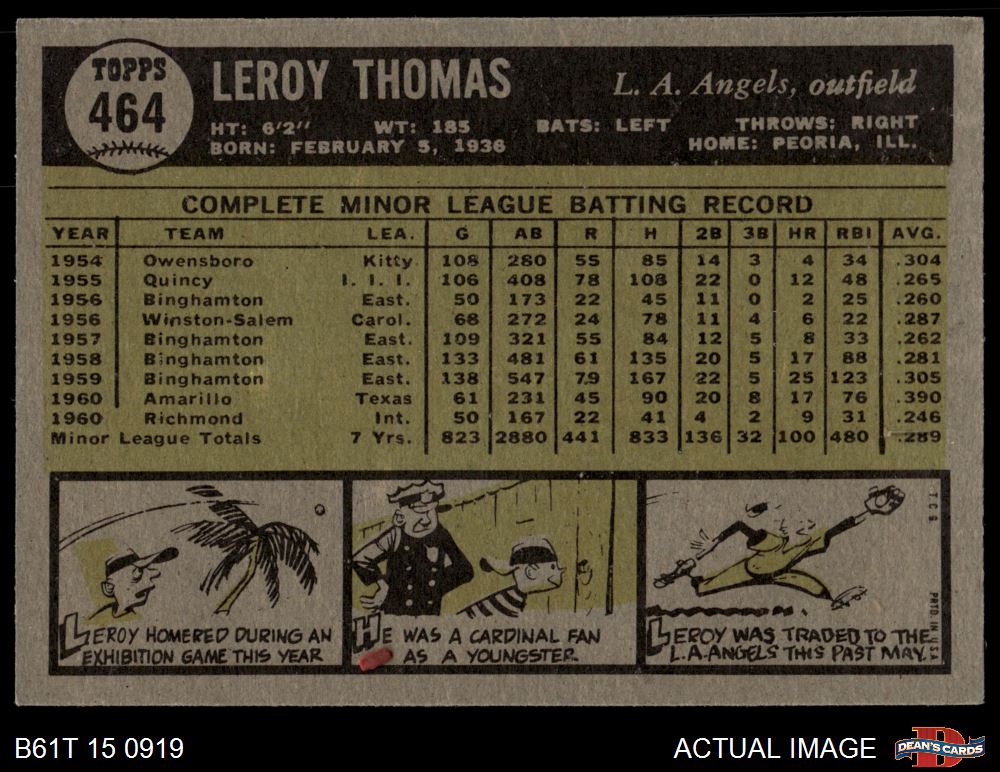 TOPPS
464
LEROY THOMAS
L. A. Angels, outfield
HT: 6'2" WT: 185 BATS: LEFT THROWS: RIGHT
BORN: FEBRUARY 5, 1936 HOME: PEORIA, ILL.
COMPLETE MINOR LEAGUE BATTING RECORD
YEAR TEAM LEA. G AB R H 2B 3B HR RBI AVG.
1954 Owensboro Kitty 108 280 55 85 14 3 4 34 .304
1955 Quincy I. I. I. 106 408 78 108 22 0 12 48 .265
1956 Binghamton East. 50 173 22 45 11 0 2 25 .260
1956 Winston-Salem Carol. 68 272 24 78 11 4 6 22 .287
1957 Binghamton East. 109 321 55 84 12 5 8 33 .262
1958 Binghamton East. 133 481 61 135 20 5 17 88 .281
1959 Binghamton East. 138 547 79 167 22 5 25 123 .305
1960 Amarillo Texas 61 231 45 90 20 8 17 76 .390
1960 Richmond Int. 50 167 22 41 4 2 9 31 .246
Minor League Totals 7 Yrs. 823 2880 441 833 136 32 100 480 .289
LEROY HOMERED DURING AN
EXHIBITION GAME THIS YEAR
HE WAS A CARDINAL FAN
AS A YOUNGSTER.
LEROY WAS TRADED TO THE
L.A. ANGELS THIS PAST MAY.
T.C.G.
PRTD. IN U.S.A.
B61T 15 0919
ACTUAL IMAGE
DEAN'S CARDS